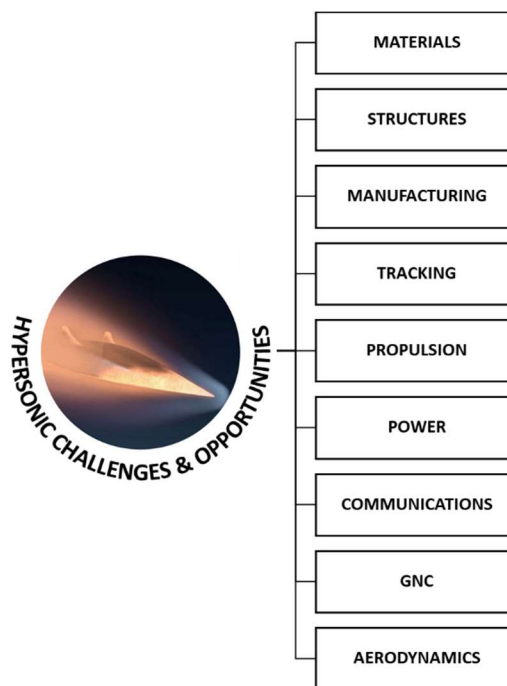 HYPERSONIC CHALLENGES & OPPORTUNITIES
MATERIALS
STRUCTURES
MANUFACTURING
TRACKING
PROPULSION
POWER
COMMUNICATIONS
GNC
AERODYNAMICS